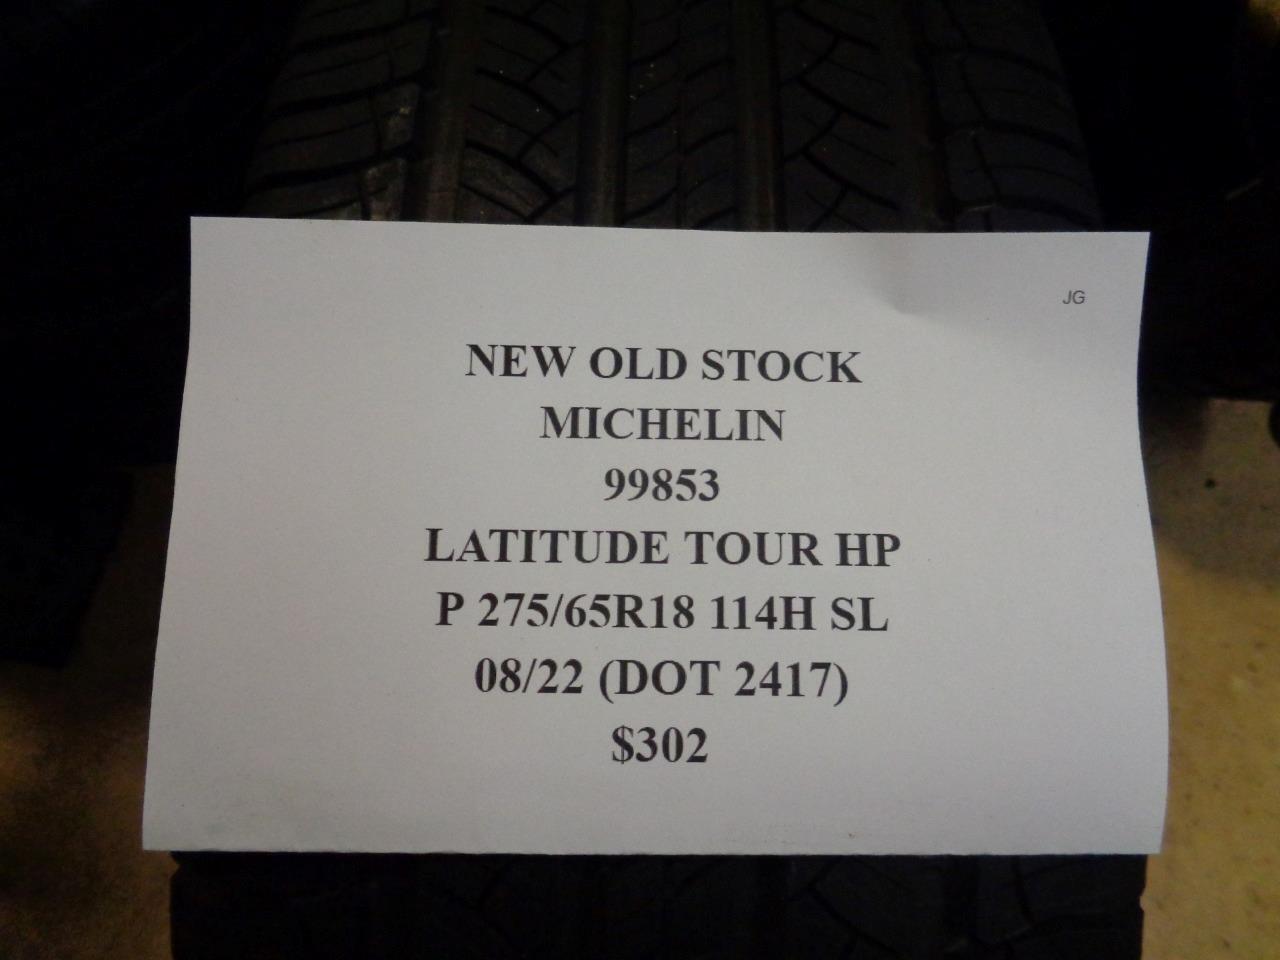 JG
NEW OLD STOCK
MICHELIN
99853
LATITUDE TOUR HP
P 275/65R18 114H SL
08/22 (DOT 2417)
$302